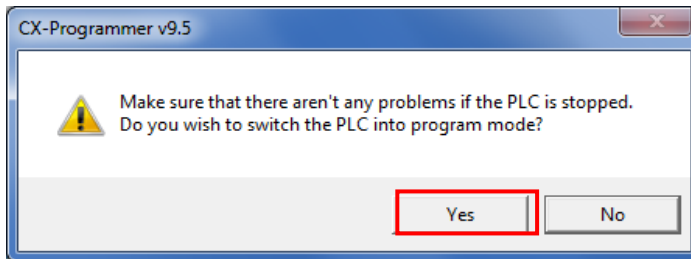 CX-Programmer v9.5
Make sure that there aren't any problems if the PLC is stopped.
Do you wish to switch the PLC into program mode?
Yes
No